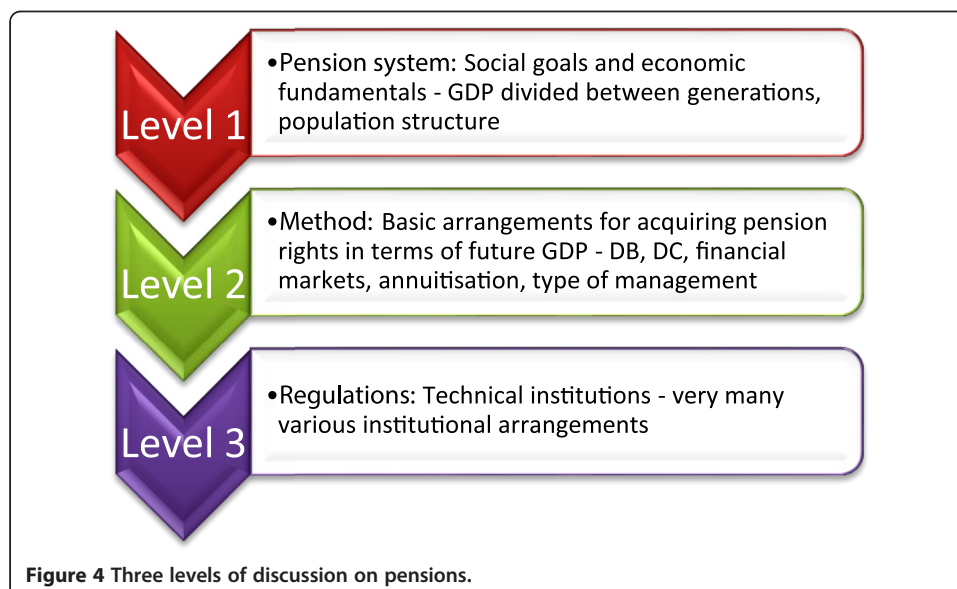 Level 1
•Pension system: Social goals and economic
fundamentals - GDP divided between generations,
population structure
Level 2
•Method: Basic arrangements for acquiring pension
rights in terms of future GDP - DB, DC, financial
markets, annuitisation, type of management
Level 3
•Regulations: Technical institutions - very many
various institutional arrangements
Figure 4 Three levels of discussion on pensions.